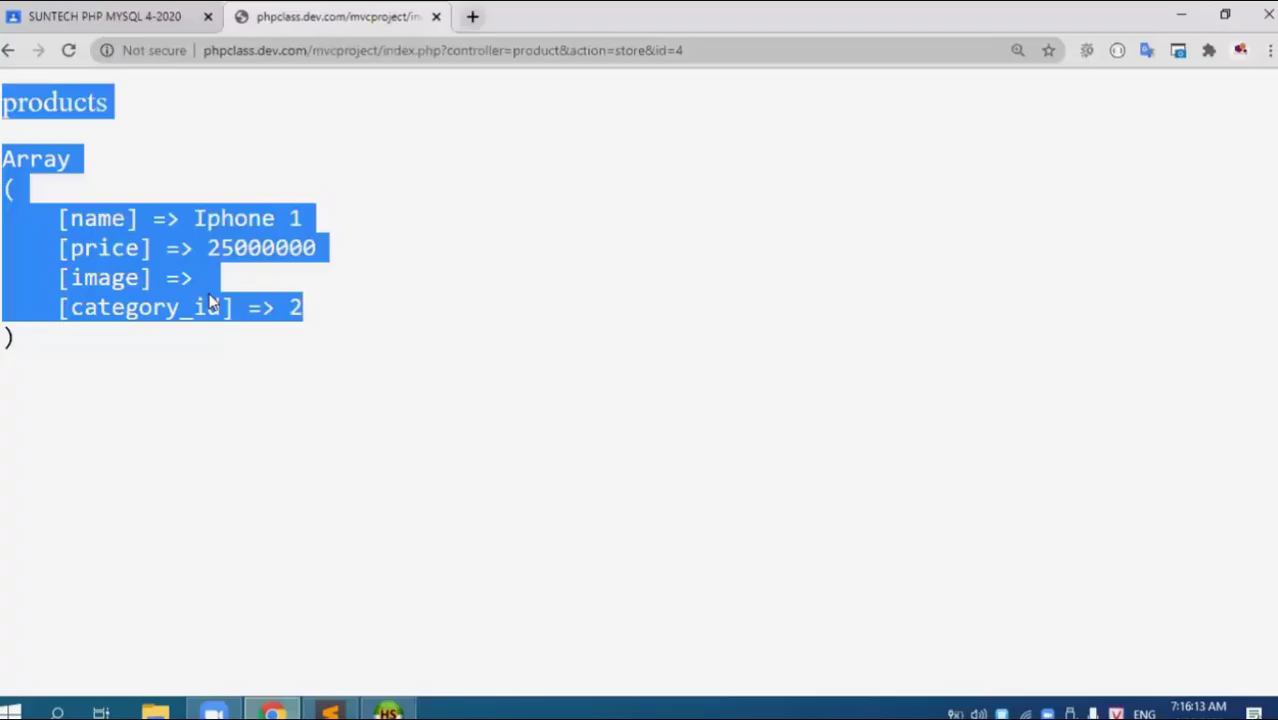 SUNTECH PHP MYSQL 4-2020
phpclass.dev.com/mvcproject/in
Not secure
phpclass.dev.com/mvcproject/index.php?controller=product&action=store&id=4
products
Array
(
[name] => Iphone 1
[price] => 25000000
[image] =>
[category_id] => 2
)
HS
ENG
7:16:13 AM